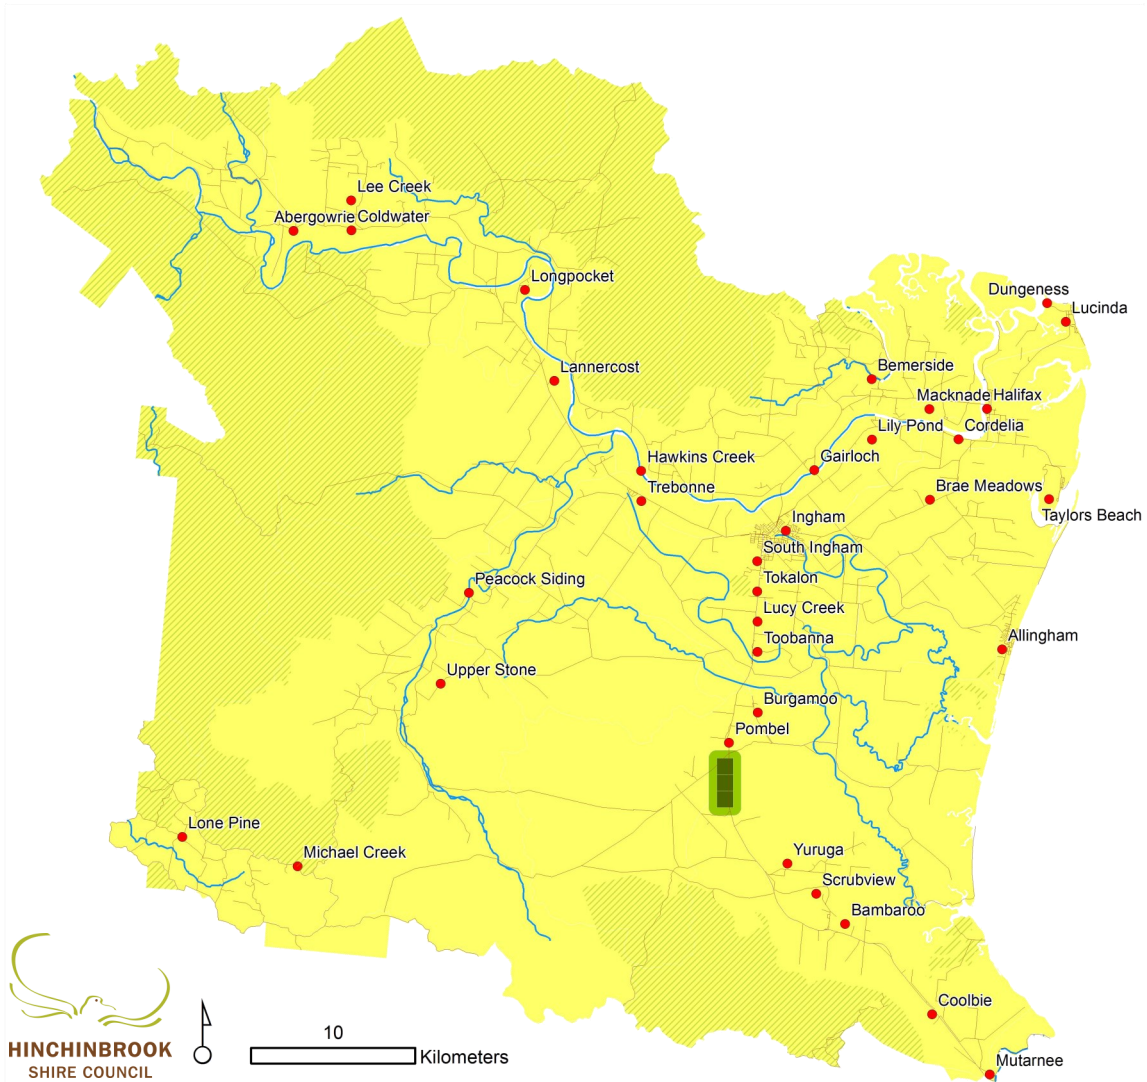 Lee Creek
Abergowrie Coldwater
Longpocket
Dungeness
Lucinda
Lannercost
Bemerside
Macknade Halifax
Lily Pond Cordelia
Hawkins Creek
Gairloch
Trebonne
Brae Meadows
Taylors Beach
Ingham
South Ingham
Tokalon
Peacock Siding
Lucy Creek
Toobanna
Allingham
Upper Stone
Burgamoo
Pombel
Lone Pine
Michael Creek
Yuruga
Scrubview
Bambaroo
Coolbie
Mutarnee
10
Kilometers
HINCHINBROOK
SHIRE COUNCIL